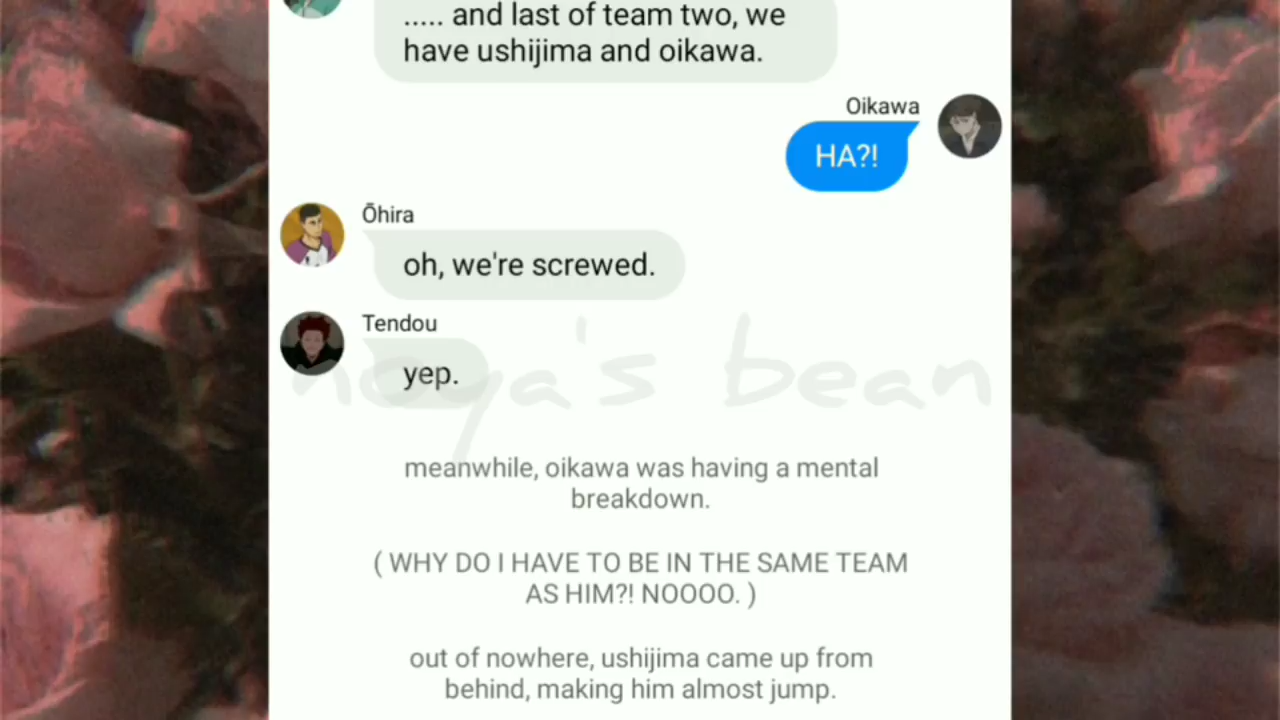 ..... and last of team two, we
have ushijima and oikawa.
Oikawa
HA?!
Ōhira
oh, we're screwed.
Tendou
yep.
noya's bean
meanwhile, oikawa was having a mental
breakdown.
( WHY DO I HAVE TO BE IN THE SAME TEAM
AS HIM?! NOOOO. )
out of nowhere, ushijima came up from
behind, making him almost jump.